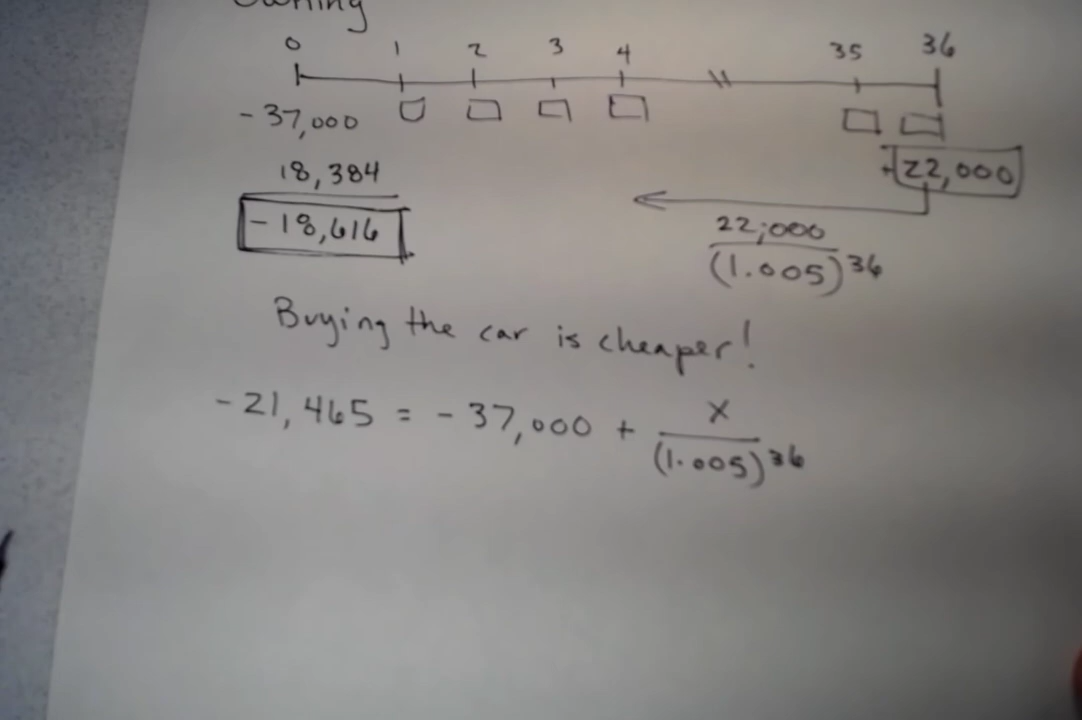 Owning
0 1 2 3 4 35 36
- 37,000
18,384
+22,000
- 18,616
22,000
(1.005)^36
Buying the car is cheaper!
- 21,465 = - 37,000 + X
(1.005)^36